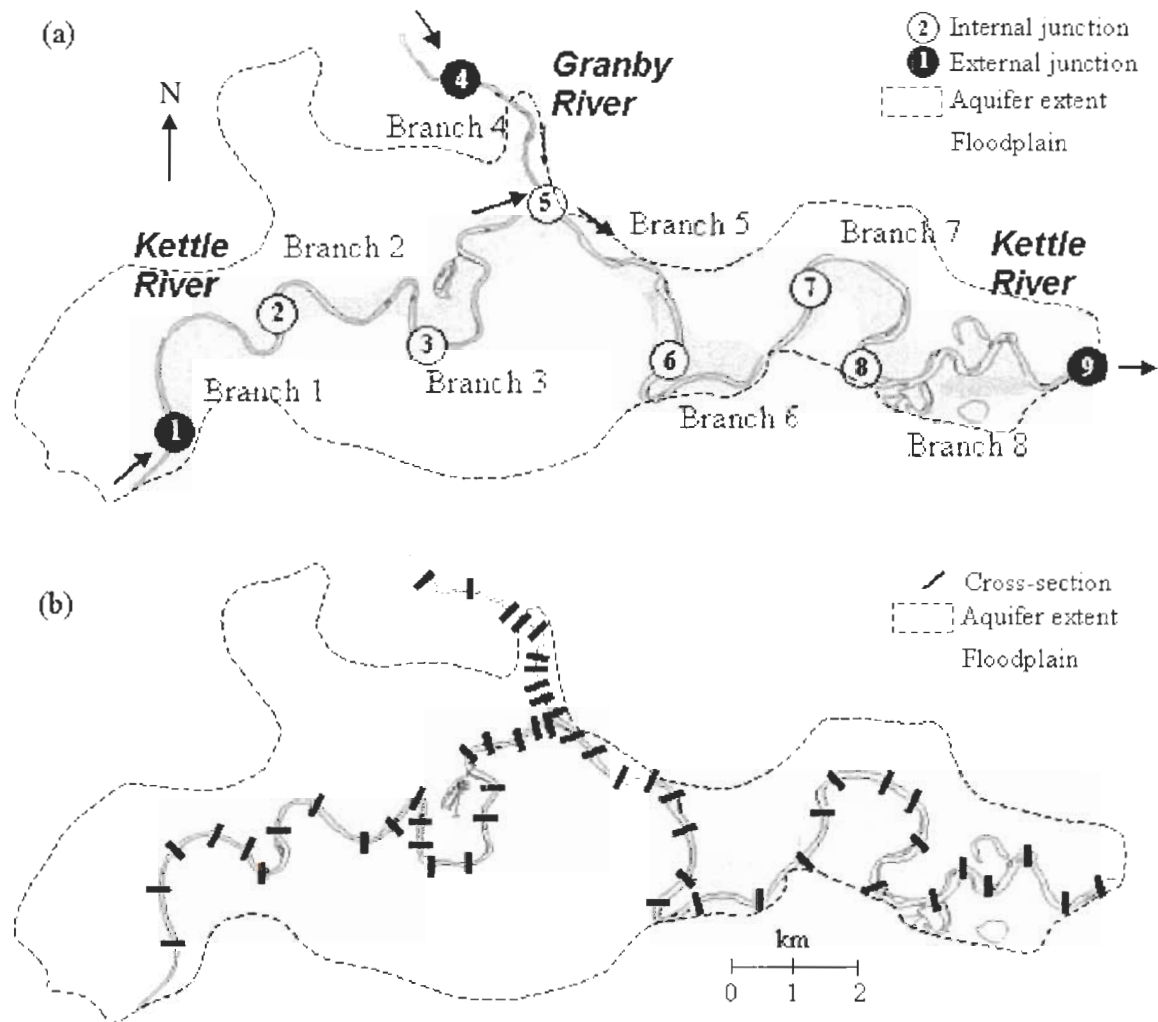 (a)
N
Kettle
River
Granby
River
Kettle
River
Branch 1
Branch 2
Branch 3
Branch 4
Branch 5
Branch 6
Branch 7
Branch 8
1
2
3
4
5
6
7
8
9
2 Internal junction
1 External junction
Aquifer extent
Floodplain
(b)
Cross-section
Aquifer extent
Floodplain
km
0 1 2